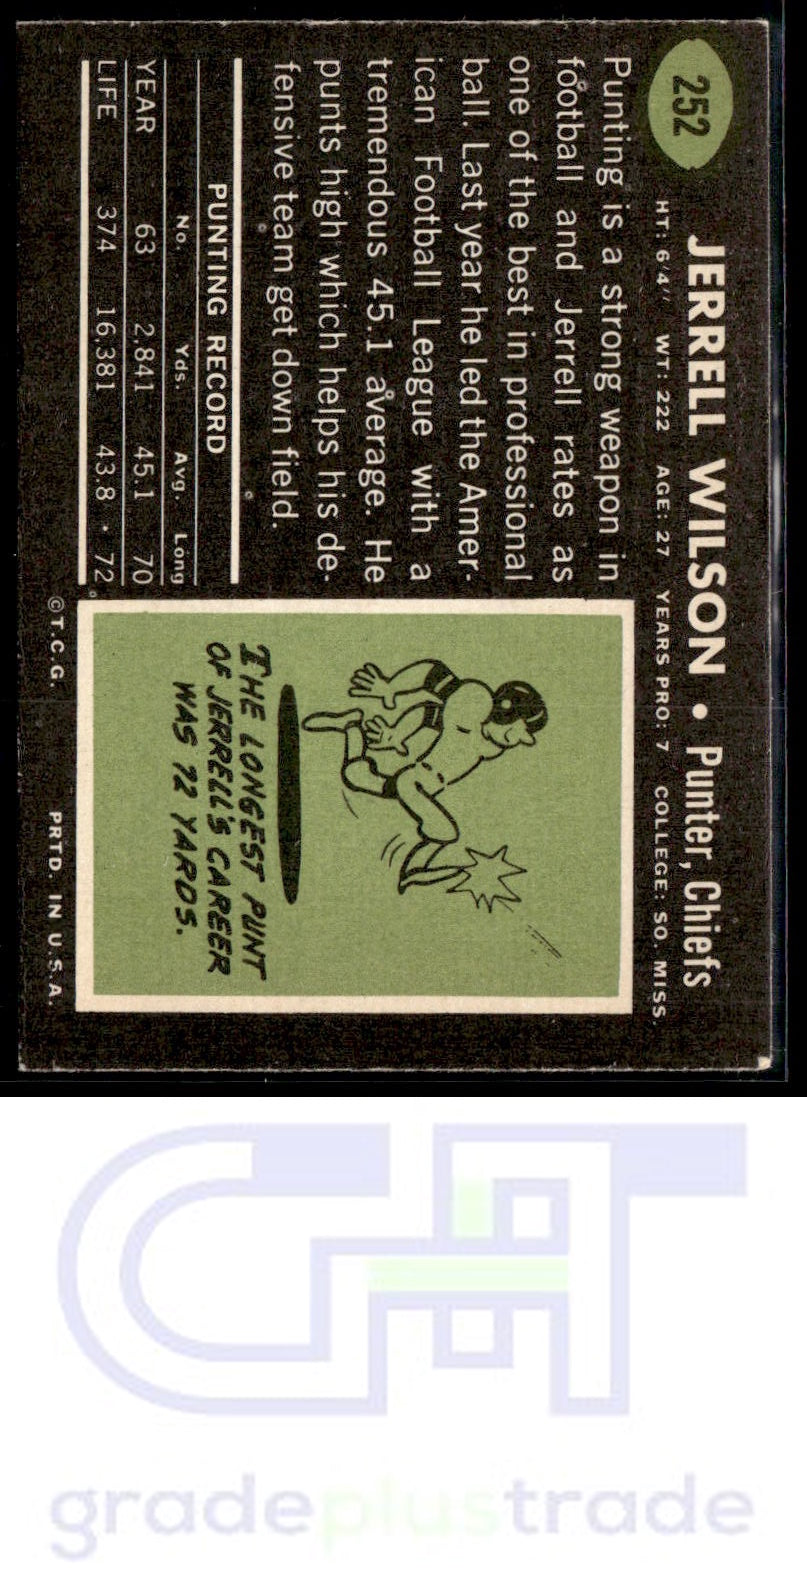 252
JERRELL WILSON • Punter, Chiefs
HT: 6'4" WT: 222 AGE: 27 YEARS PRO: 7 COLLEGE: SO. MISS.
Punting is a strong weapon in
football and Jerrell rates as
one of the best in professional
ball. Last year he led the Amer-
ican Football League with a
tremendous 45.1 average. He
punts high which helps his de-
fensive team get down field.
PUNTING RECORD
No. Yds. Avg. Long
YEAR 63 2,841 45.1 70
LIFE 374 16,381 43.8 72
THE LONGEST PUNT
OF JERRELL'S CAREER
WAS 72 YARDS.
©T.C.G. PRTD. IN U.S.A.
gradeplustrade